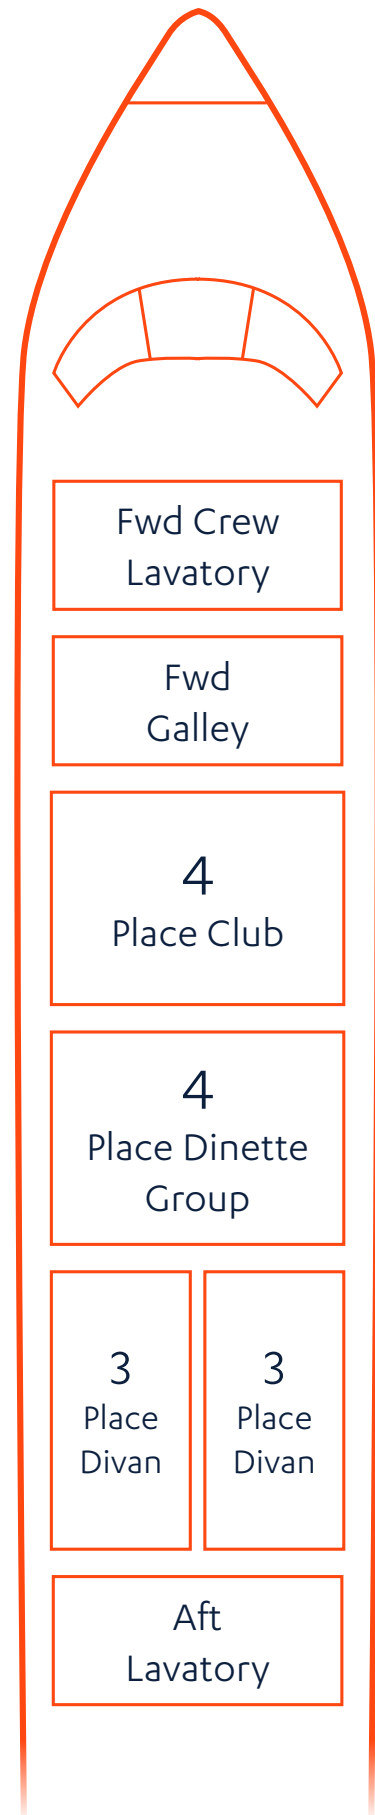 Fwd Crew
Lavatory
Fwd
Galley
4
Place Club
4
Place Dinette
Group
3
Place
Divan
3
Place
Divan
Aft
Lavatory